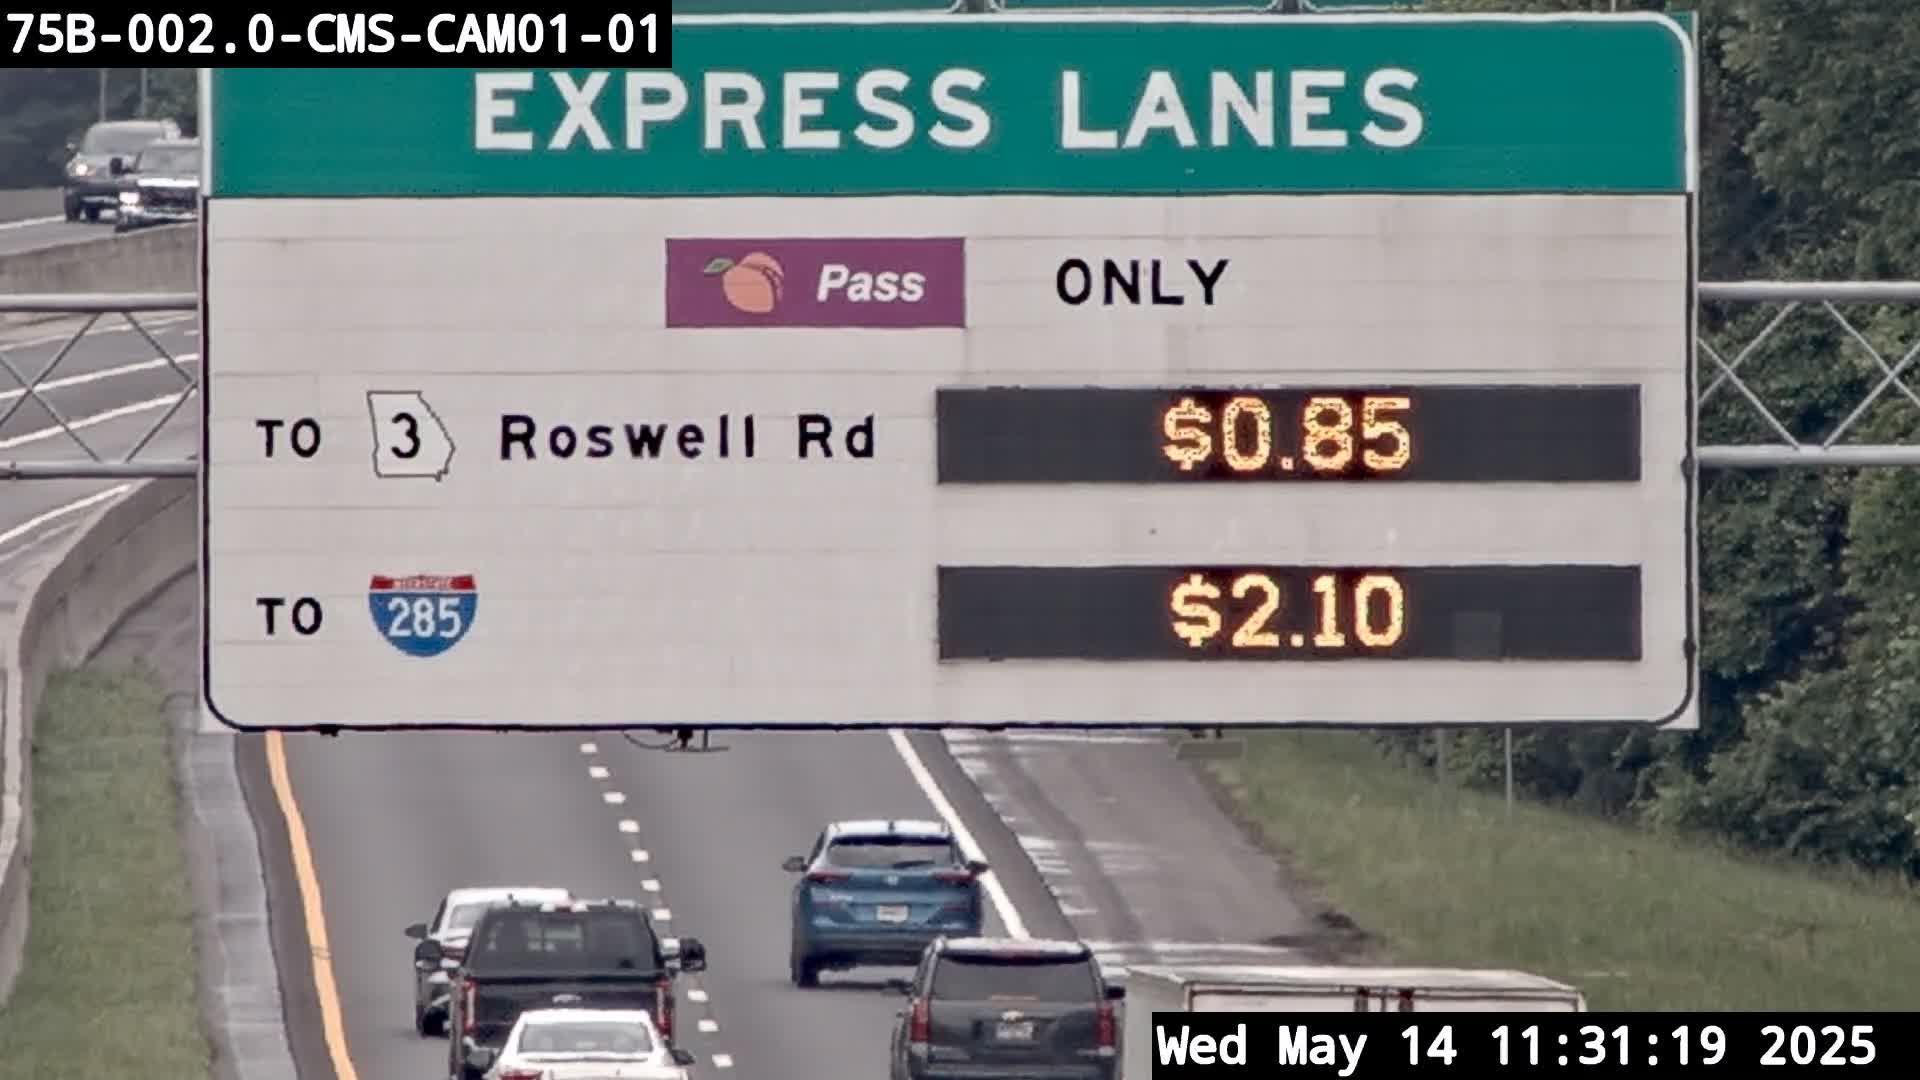 75B-002.0-CMS-CAM01-01
EXPRESS LANES
Pass ONLY
TO 3 Roswell Rd $0.85
TO INTERSTATE 285 $2.10
Wed May 14 11:31:19 2025